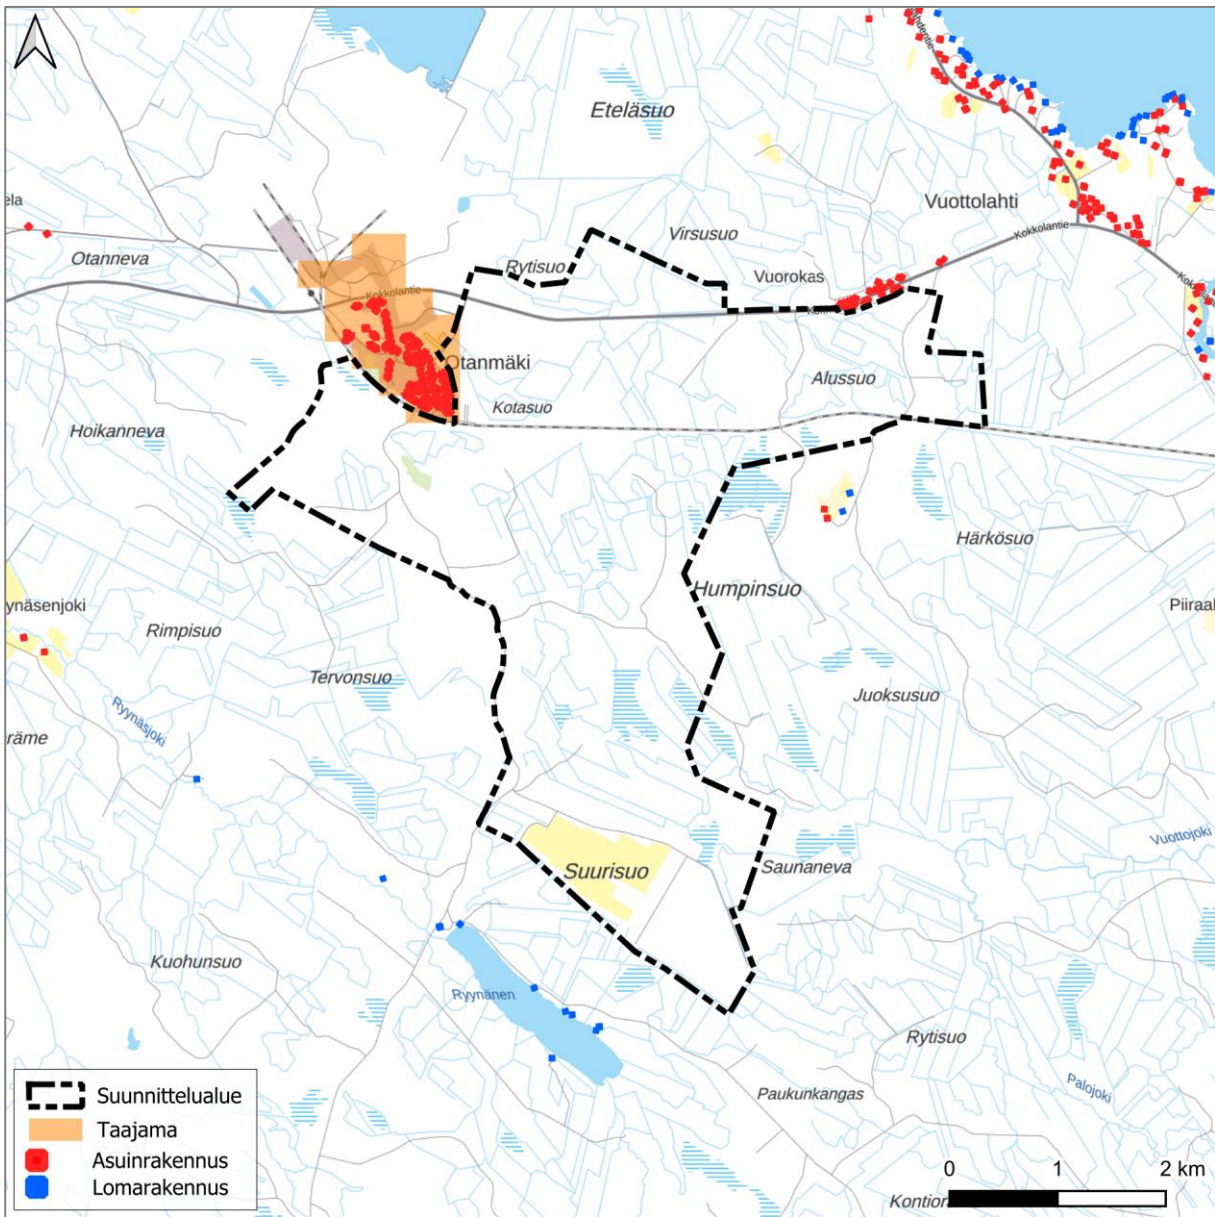 Eteläsuo
Vuottolahti
Kokkolantie
Virsusuo
Otanneva
Rytisuo
Vuorokas
Kokkolantie
Otanmäki
Alussuo
Kotasuo
Hoikanneva
Härkösuo
Humpinsuo
Rimpisuo
Tervonsuo
Juoksusuo
Ryynäsjoki
Vuottojoki
Suurisuo
Saunaneva
Kuohunsuo
Ryynänen
Rytisuo
Paukunkangas
Palojoki
Suunnittelualue
Taajama
Asuinrakennus
Lomarakennus
0 1 2 km